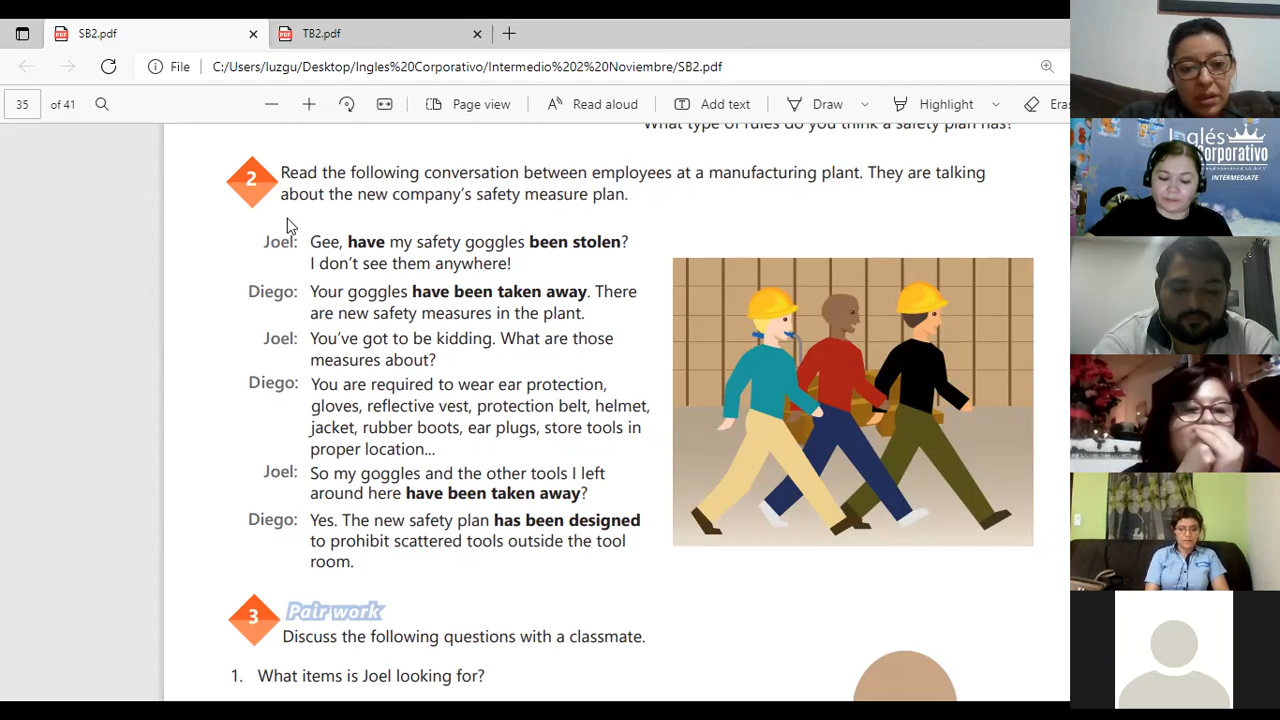 SB2.pdf
TB2.pdf
File
C:/Users/luzgu/Desktop/Ingles%20Corporativo/Intermedio%202%20Noviembre/SB2.pdf
35 of 41
Page view
Read aloud
Add text
Draw
Highlight
Eras
What type of rules do you think a safety plan has?
2 Read the following conversation between employees at a manufacturing plant. They are talking
about the new company's safety measure plan.
Joel: Gee, have my safety goggles been stolen?
I don't see them anywhere!
Diego: Your goggles have been taken away. There
are new safety measures in the plant.
Joel: You've got to be kidding. What are those
measures about?
Diego: You are required to wear ear protection,
gloves, reflective vest, protection belt, helmet,
jacket, rubber boots, ear plugs, store tools in
proper location...
Joel: So my goggles and the other tools I left
around here have been taken away?
Diego: Yes. The new safety plan has been designed
to prohibit scattered tools outside the tool
room.
3 Pair work
Discuss the following questions with a classmate.
1. What items is Joel looking for?
Inglés
Corporativo
INTERMEDIATE